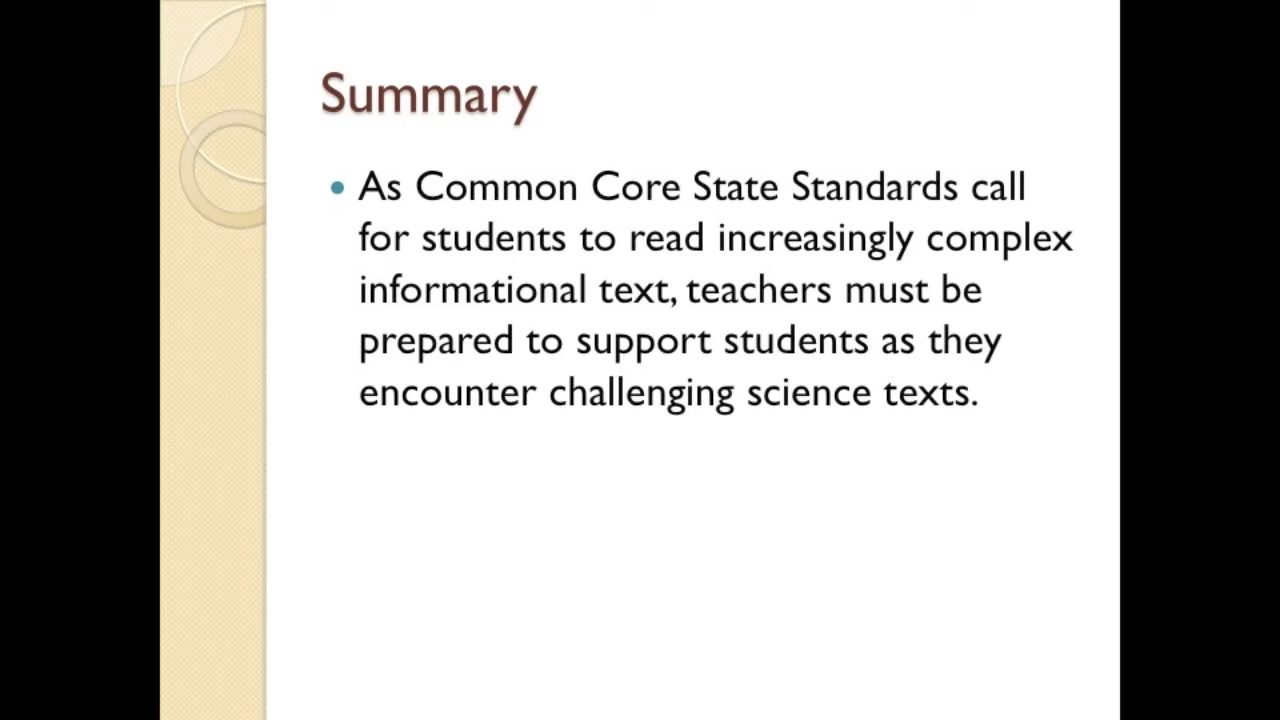 Summary
As Common Core State Standards call
for students to read increasingly complex
informational text, teachers must be
prepared to support students as they
encounter challenging science texts.